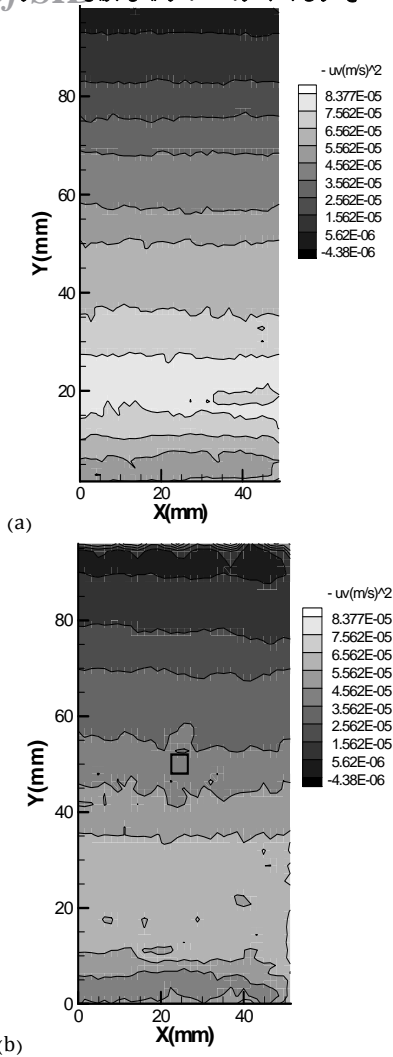 - uv(m/s)^2
8.377E-05
7.562E-05
6.562E-05
5.562E-05
4.562E-05
3.562E-05
2.562E-05
1.562E-05
5.62E-06
-4.38E-06
80
60
40
20
Y(mm)
0 20 40
X(mm)
(a)
- uv(m/s)^2
8.377E-05
7.562E-05
6.562E-05
5.562E-05
4.562E-05
3.562E-05
2.562E-05
1.562E-05
5.62E-06
-4.38E-06
80
60
40
20
0
Y(mm)
0 20 40
X(mm)
(b)